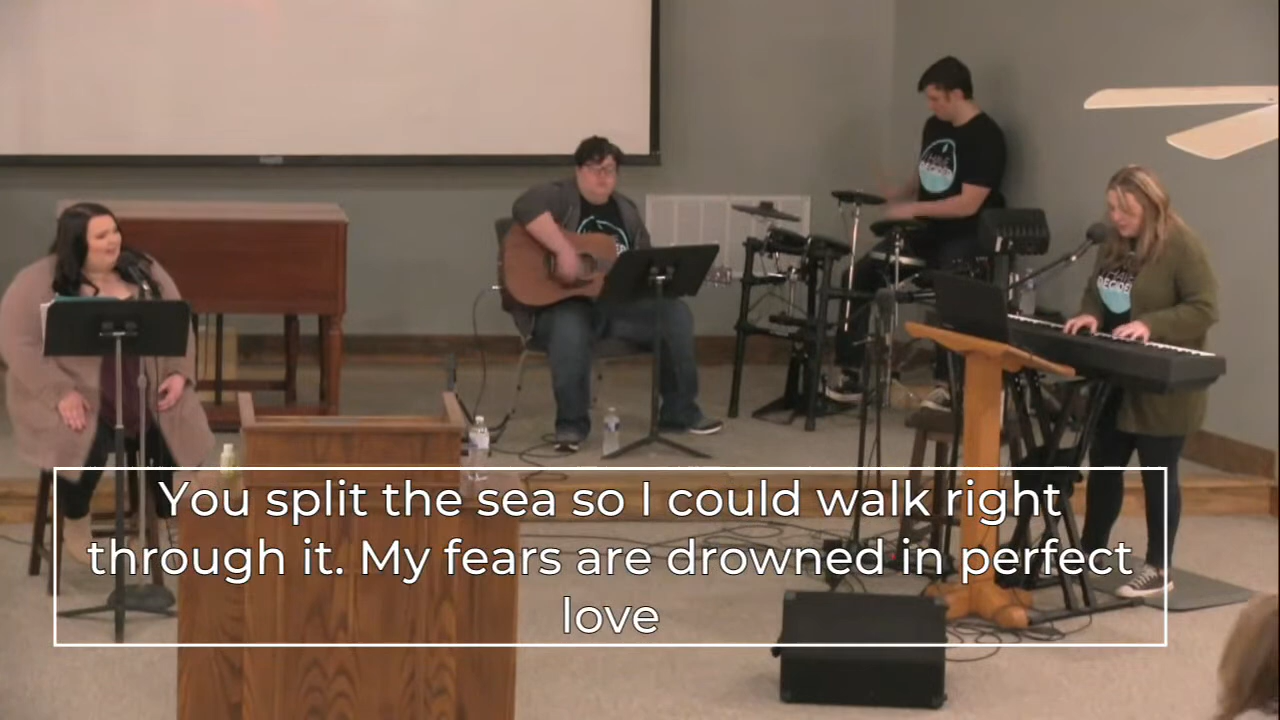 You split the sea so I could walk right
through it. My fears are drowned in perfect
love